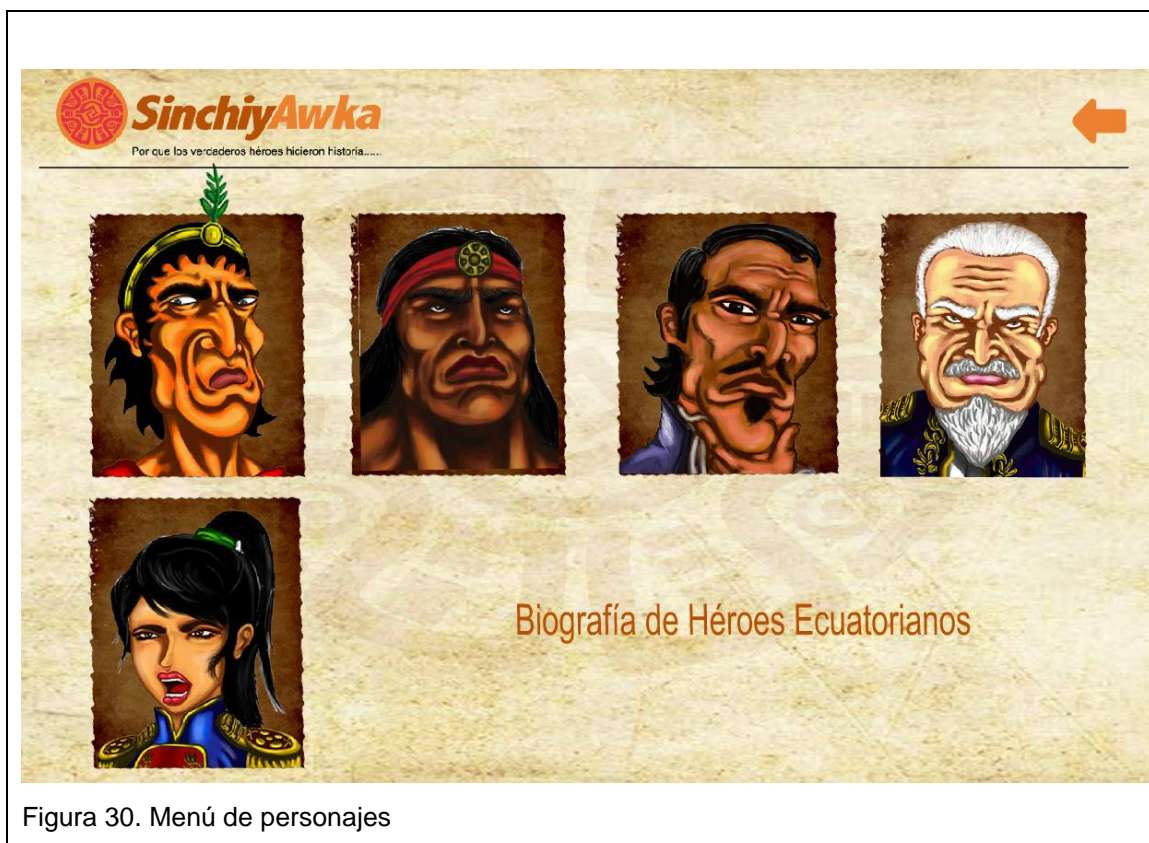 SinchiyAwka
Por que los verdaderos héroes hicieron historia......
Biografía de Héroes Ecuatorianos
Figura 30. Menú de personajes